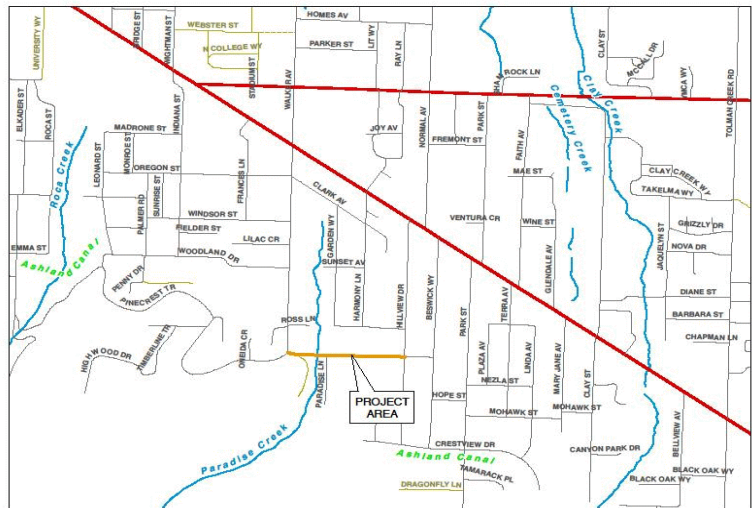 HOMES AV
WEBSTER ST
PARKER ST
N COLLEGE WY
UNIVERSITY WY
BRIDGE ST
WIGHTMAN ST
STADIUM ST
WALKER AV
LIT WY
RAY LN
CLAY ST
MCCALL DR
ROCK LN
MICA WY
TOLMAN CREEK RD
ELKADER ST
ROCA ST
INDIANA ST
MADRONE ST
JOY AV
NORMAL AV
FREMONT ST
PARK ST
FAITH AV
Cemetery Creek
Clay Creek
Roca Creek
LEONARD ST
MONROE ST
OREGON ST
FRANCES LN
MAE ST
CLAY CREEK WY
TAKELMA WY
PALMER RD
SUNRISE ST
CLARK AV
WINDSOR ST
FIELDER ST
LILAC CR
GARDEN WY
VENTURA CR
WINE ST
GRIZZLY DR
JAQUELYN ST
NOVA DR
EMMA ST
Ashland Canal
WOODLAND DR
SUNSET AV
PENNY DR
PINECREST TR
HARMONY LN
HILLVIEW DR
BESWICK WY
GLENDALE AV
DIANE ST
BARBARA ST
ROSS LN
PARK ST
TERRA AV
CHAPMAN LN
HIGHWOOD DR
TIMBERLINE TR
ONEIDA CR
PARADISE LN
PLAZA AV
LINDA AV
MARY JANE AV
NEZLA ST
CLAY ST
PROJECT
AREA
HOPE ST
MOHAWK ST
MOHAWK ST
BELLVIEW AV
Paradise Creek
CRESTVIEW DR
Ashland Canal
CANYON PARK DR
TAMARACK PL
BLACK OAK WY
BLACK OAK WY
DRAGONFLY LN